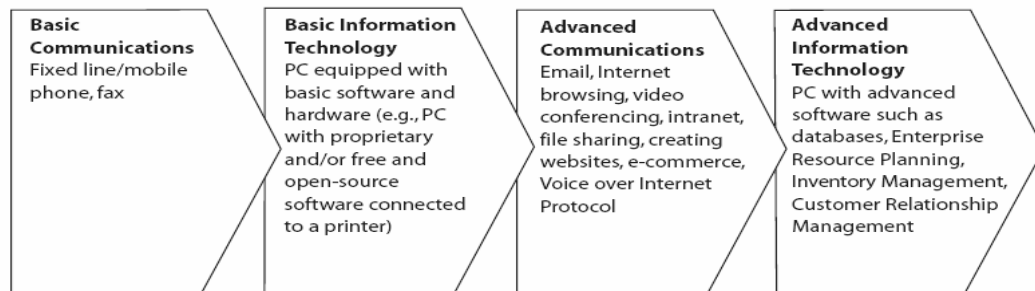 Basic
Communications
Fixed line/mobile
phone, fax
Basic Information
Technology
PC equipped with
basic software and
hardware (e.g., PC
with proprietary
and/or free and
open-source
software connected
to a printer)
Advanced
Communications
Email, Internet
browsing, video
conferencing, intranet,
file sharing, creating
websites, e-commerce,
Voice over Internet
Protocol
Advanced
Information
Technology
PC with advanced
software such as
databases, Enterprise
Resource Planning,
Inventory Management,
Customer Relationship
Management